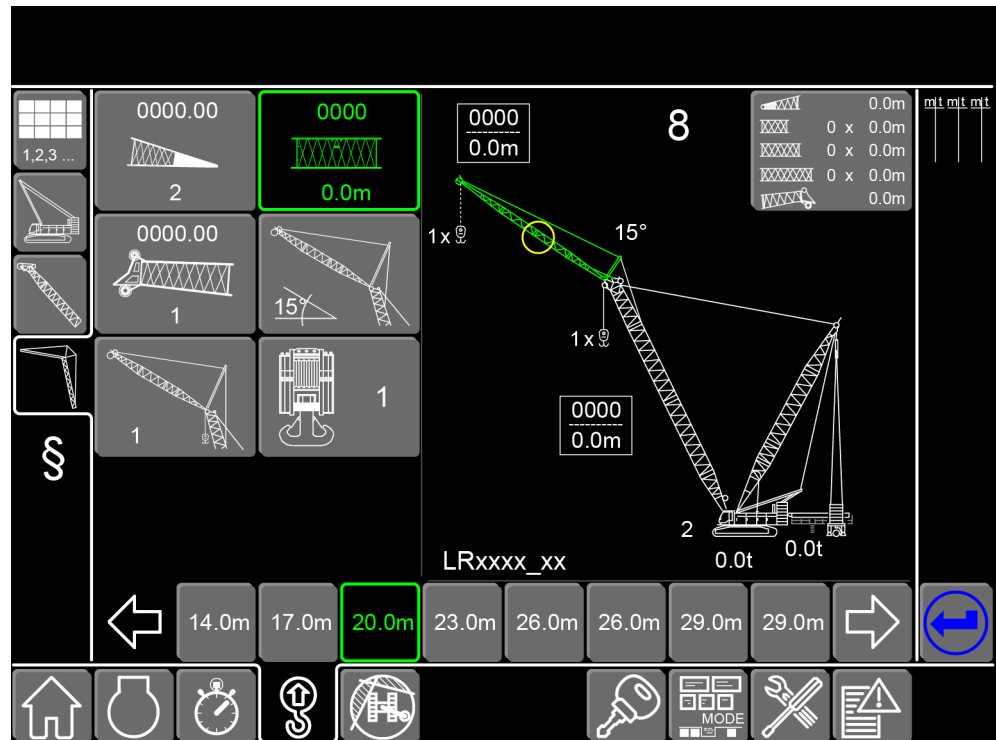 1,2,3 ...
§
0000.00
2
0000
0.0m
0000.00
1
15°
1
1
0000
0.0m
8
15°
1 x
1 x
0000
0.0m
2
0.0t
0.0t
LRxxxx_xx
0.0m
0 x 0.0m
0 x 0.0m
0 x 0.0m
0.0m
m|t m|t m|t
14.0m 17.0m 20.0m 23.0m 26.0m 26.0m 29.0m 29.0m
MODE